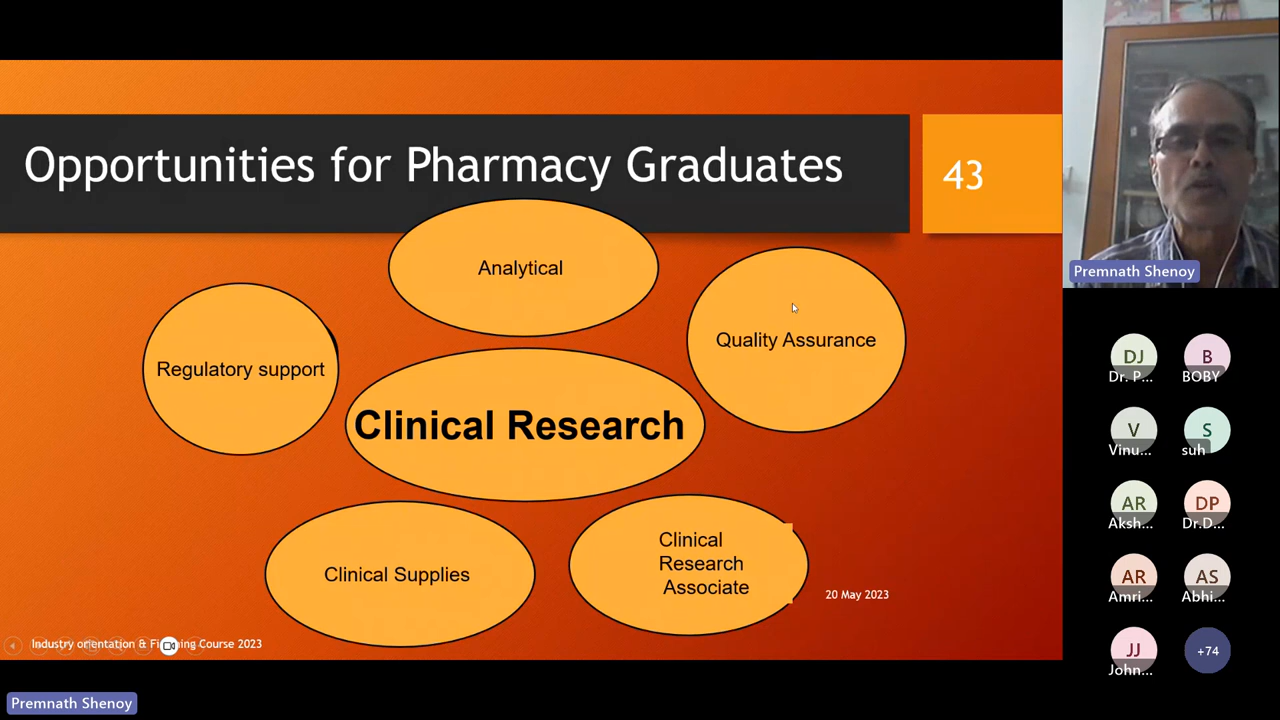 Opportunities for Pharmacy Graduates
43
Analytical
Quality Assurance
Regulatory support
Clinical Research
Clinical Supplies
Clinical
Research
Associate
20 May 2023
Industry orientation & Fi ing Course 2023
Premnath Shenoy
Premnath Shenoy
DJ
Dr. P...
B
BOBY
V
Vinu...
S
suh
AR
Aksh...
DP
Dr.D...
AR
Amri...
AS
Abhi...
JJ
John...
+74